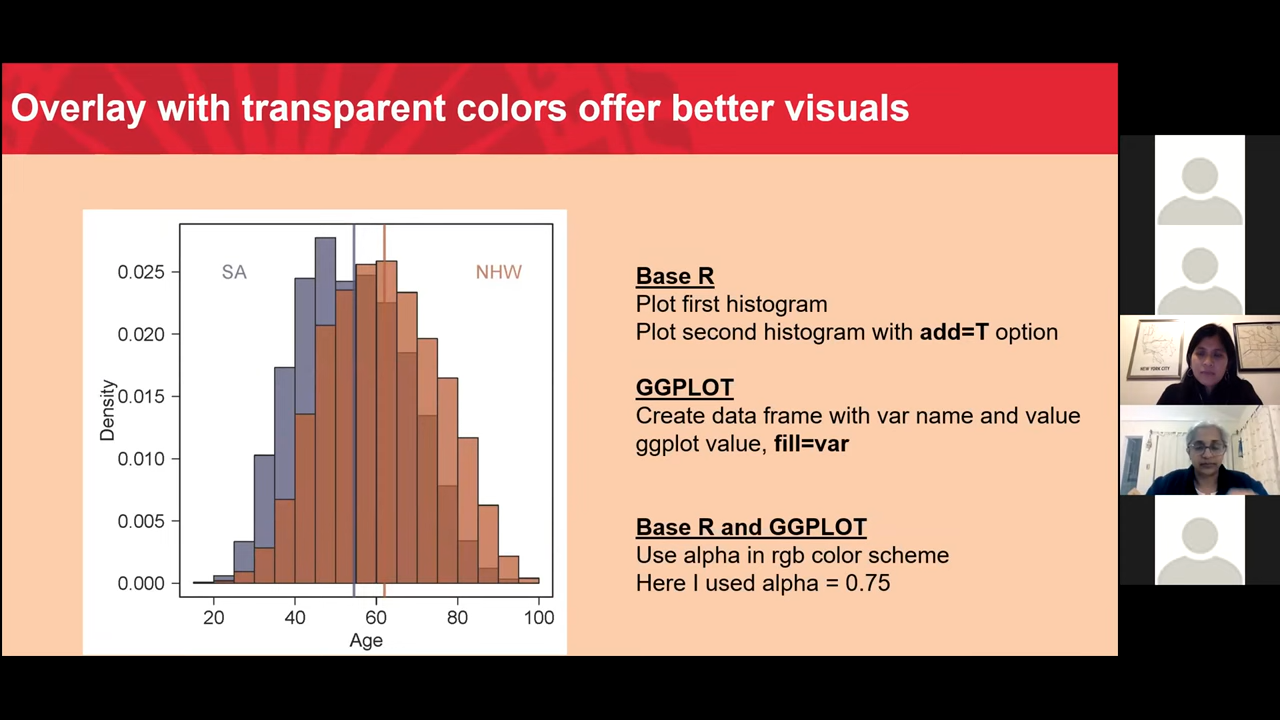 Overlay with transparent colors offer better visuals
SA
NHW
0.025
0.020
0.015
0.010
0.005
0.000
Density
20 40 60 80 100
Age
Base R
Plot first histogram
Plot second histogram with add=T option
GGPLOT
Create data frame with var name and value
ggplot value, fill=var
Base R and GGPLOT
Use alpha in rgb color scheme
Here I used alpha = 0.75
NEW YORK CITY